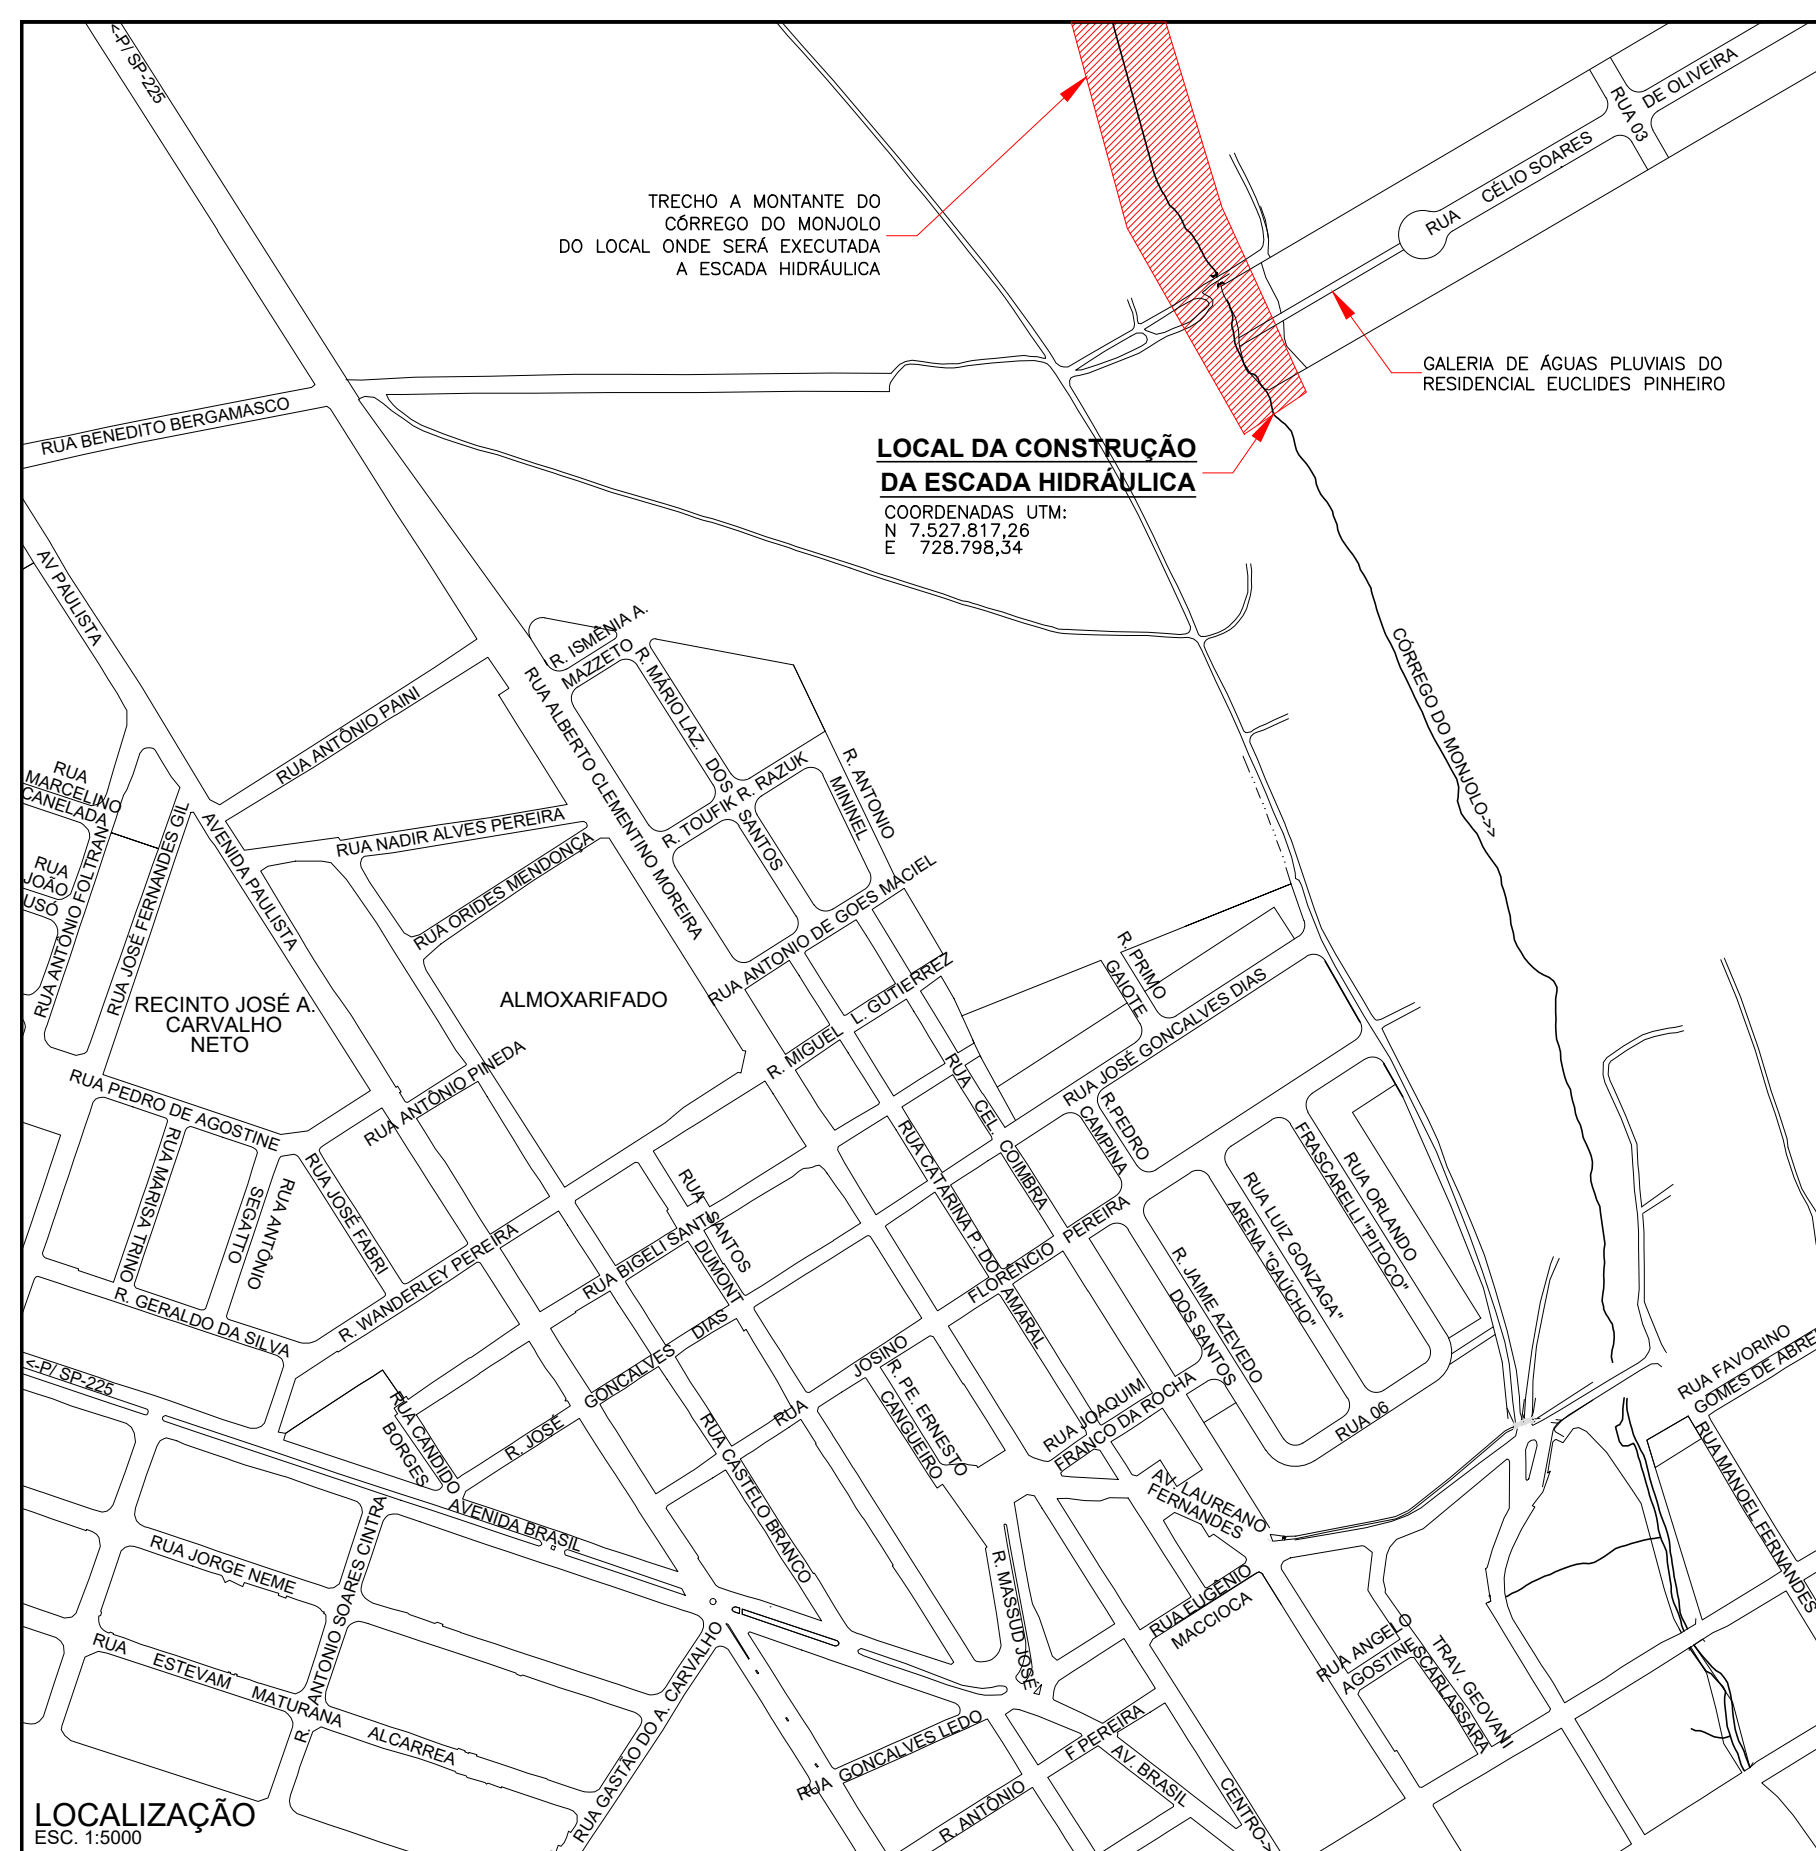 <-P/ SP-225
TRECHO A MONTANTE DO
CÓRREGO DO MONJOLO
DO LOCAL ONDE SERÁ EXECUTADA
A ESCADA HIDRÁULICA
RUA 03
DE OLIVEIRA
RUA CÉLIO SOARES
GALERIA DE ÁGUAS PLUVIAIS DO
RESIDENCIAL EUCLIDES PINHEIRO
RUA BENEDITO BERGAMASCO
LOCAL DA CONSTRUÇÃO
DA ESCADA HIDRÁULICA
COORDENADAS UTM:
N 7.527.817,26
E 728.798,34
AV PAULISTA
CÓRREGO DO MONJOLO->>
R. ISMÊNIA A.
MAZZETO
R. MÁRIO LAZ. DOS SANTOS
RUA ALBERTO CLEMENTINO MOREIRA
RUA ANTÔNIO PAINI
R. TOUFIK R. RAZUK
R. ANTONIO
MININEL
RUA
MARCELINO
CANELADA
RUA NADIR ALVES PEREIRA
RUA ORIDES MENDONÇA
AVENIDA PAULISTA
RUA
JOÃO
USÓ
RUA ANTÔNIO FOLTRAN
RUA JOSÉ FERNANDES GIL
RUA ANTONIO DE GOES MACIEL
RECINTO JOSÉ A.
CARVALHO
NETO
ALMOXARIFADO
R. MIGUEL L. GUTIERREZ
R. PRIMO
GAIOTE
RUA JOSÉ GONCALVES DIAS
RUA PEDRO DE AGOSTINE
RUA ANTÔNIO PINEDA
RUA CEL. COIMBRA
R.PEDRO
CAMPINA
RUA CATARINA P. DO AMARAL
RUA MARISA TRINO
RUA ANTÔNIO
SEGATTO
RUA JOSÉ FABRI
RUA SANTOS
DUMONT
RUA BIGELI SANTI
R. WANDERLEY PEREIRA
FLORÊNCIO PEREIRA
RUA ORLANDO
FRASCARELLI "PITOCO"
RUA LUIZ GONZAGA"
ARENA "GAÚCHO"
R. JAIME AZEVEDO
DOS SANTOS
R. GERALDO DA SILVA
<-P/ SP-225
R. JOSÉ GONCALVES DIAS
RUA JOSINO
R. PE. ERNESTO
CANGUEIRO
RUA CANDIDO
BORGES
RUA CASTELO BRANCO
RUA JOAQUIM
FRANCO DA ROCHA
RUA 06
RUA FAVORINO
GOMES DE ABRE
RUA MANOEL FERNANDES
AVENIDA BRASIL
AV. LAUREANO
FERNANDES
RUA JORGE NEME
R. ANTONIO SOARES CINTRA
R. MASSUD JOSÉ
RUA EUGÊNIO
MACCIOCA
RUA ANGELO
AGOSTINE
TRAV. GEOVANI
SCARLASSARA
RUA ESTEVAM MATURANA ALCARREA
RUA GASTÃO DO A. CARVALHO
RUA GONCALVES LEDO
R. ANTÔNIO
F PEREIRA
AV. BRASIL
CENTRO->
LOCALIZAÇÃO
ESC. 1:5000